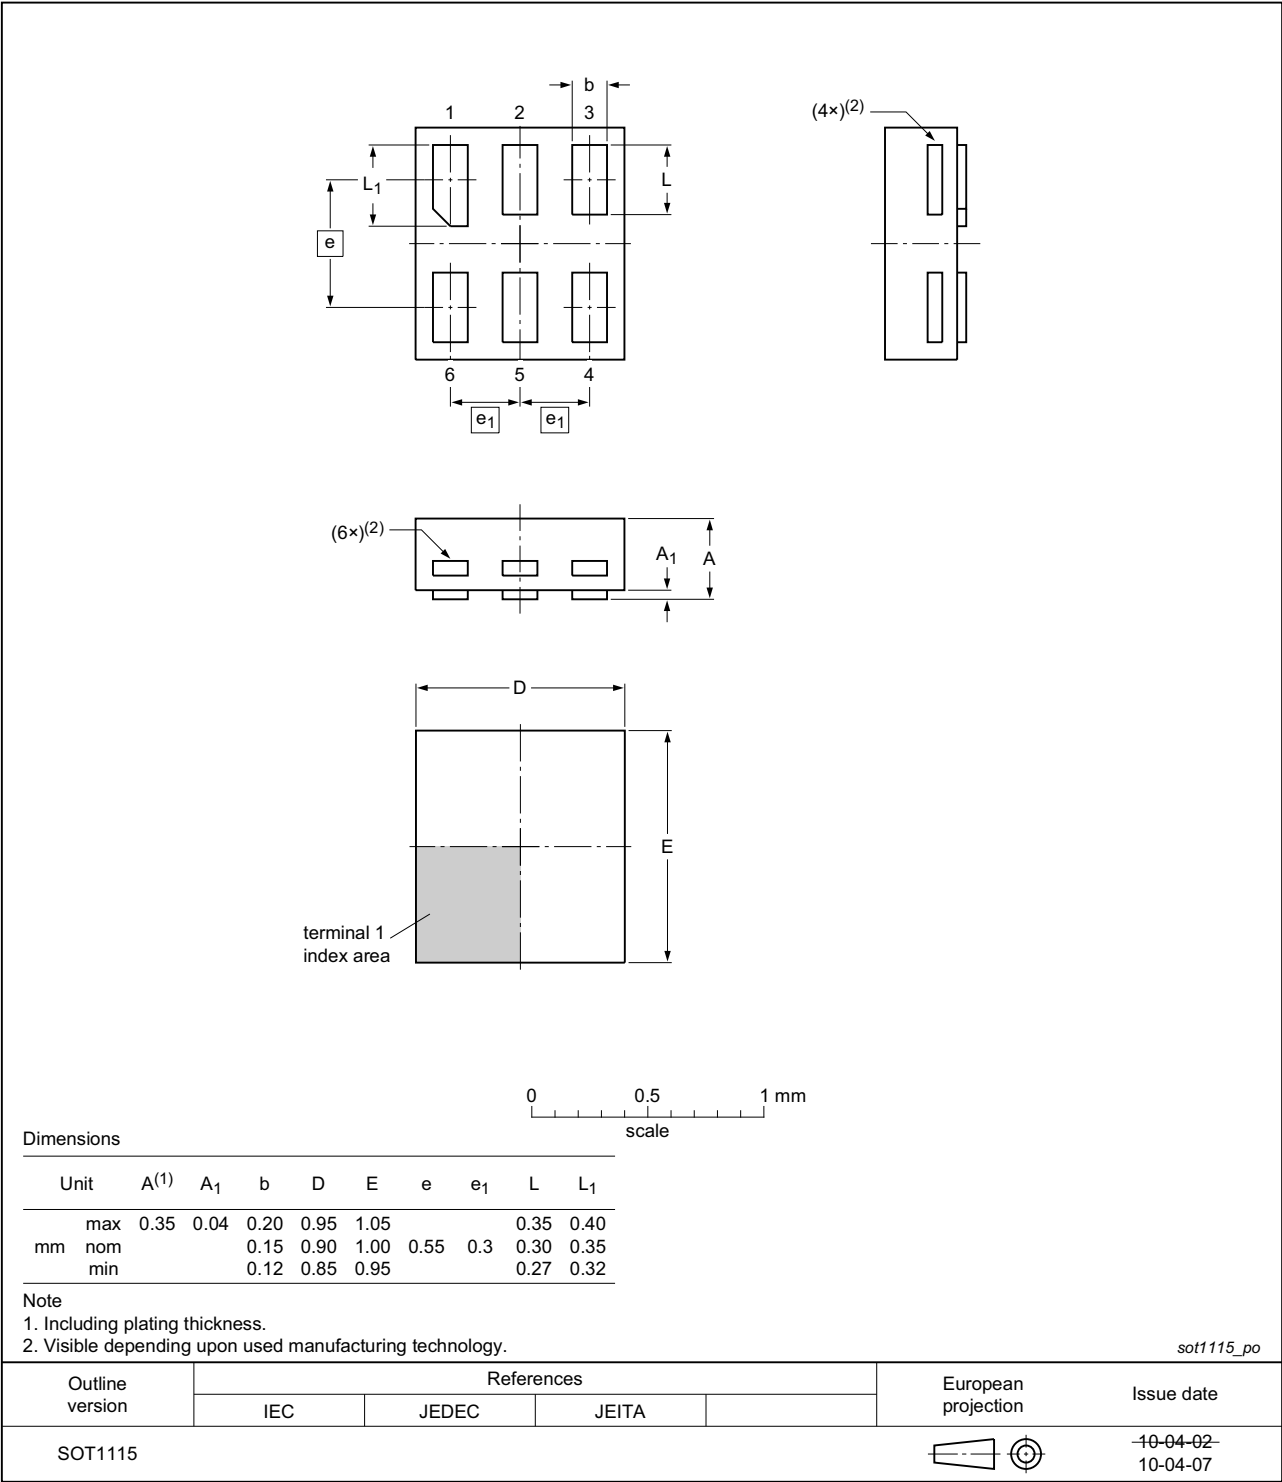 b
1 2 3
(4×)(2)
L1
L
e
6 5 4
e1 e1
(6×)(2)
A1 A
D
E
terminal 1
index area
0 0.5 1 mm
scale
Dimensions
Unit A(1) A1 b D E e e1 L L1
max 0.35 0.04 0.20 0.95 1.05 0.35 0.40
mm nom 0.15 0.90 1.00 0.55 0.3 0.30 0.35
min 0.12 0.85 0.95 0.27 0.32
Note
1. Including plating thickness.
2. Visible depending upon used manufacturing technology.
sot1115_po
Outline
version
References
IEC JEDEC JEITA
European
projection
Issue date
SOT1115
10-04-02
10-04-07